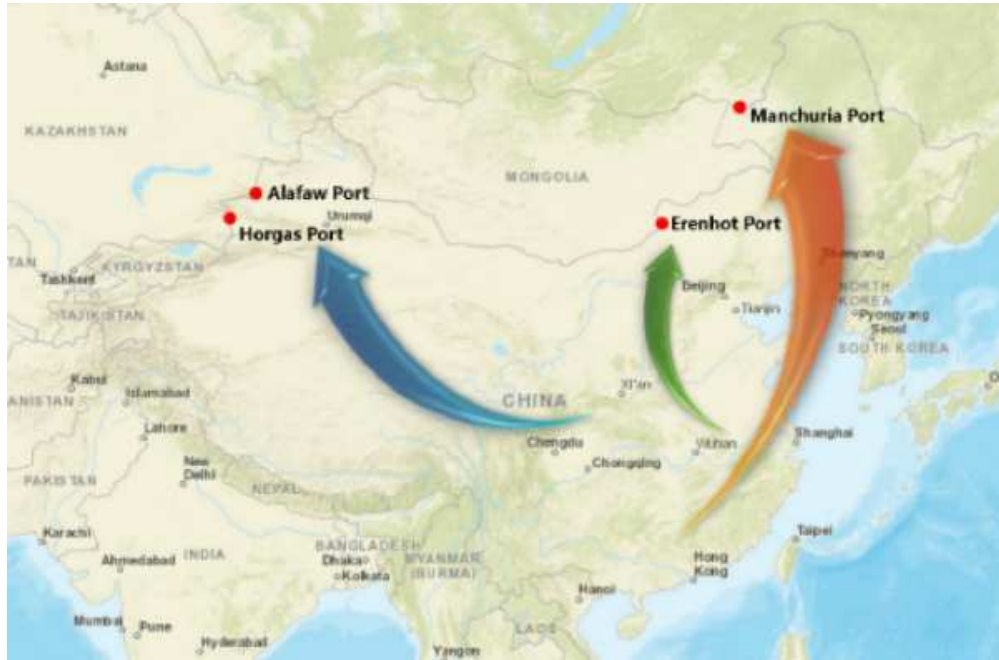 Astana
Manchuria Port
KAZAKHSTAN
MONGOLIA
Alafaw Port
Urumqi
Horgas Port
Erenhot Port
KYRGYZSTAN
Tashkent
Beijing
Tianjin
NORTH
KOREA
Pyongyang
Seoul
SOUTH KOREA
TAJIKISTAN
Kabul
Islamabad
Xi'an
CHINA
Lahore
Chengdu
Wuhan
Shanghai
Chongqing
New
Delhi
PAKISTAN
NEPAL
Karachi
Taipei
INDIA
BANGLADESH
Ahmedabad
Dhaka
MYANMAR
(BURMA)
Hong
Kong
Kolkata
Hanoi
Mumbai
Pune
LAOS
Hyderabad
Yangon